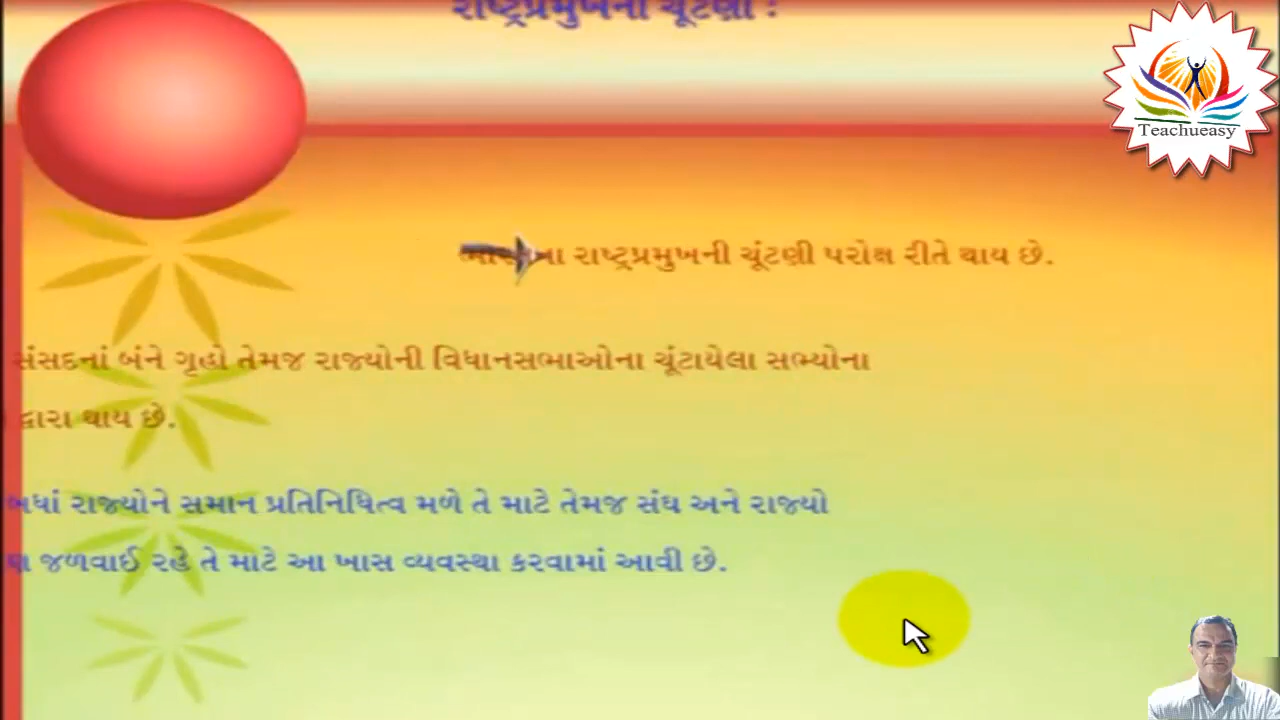 રાષ્ટ્રપ્રમુખની ચૂંટણી :
Teachueasy
રાષ્ટ્રપ્રમુખની ચૂંટણી પરોક્ષ રીતે થાય છે.
સંસદનાં બંને ગૃહો તેમજ રાજ્યોની વિધાનસભાઓના ચૂંટાયેલા સભ્યોના
દ્વારા થાય છે.
બધાં રાજ્યોને સમાન પ્રતિનિધિત્વ મળે તે માટે તેમજ સંઘ અને રાજ્યો
જળવાઈ રહે તે માટે આ ખાસ વ્યવસ્થા કરવામાં આવી છે.